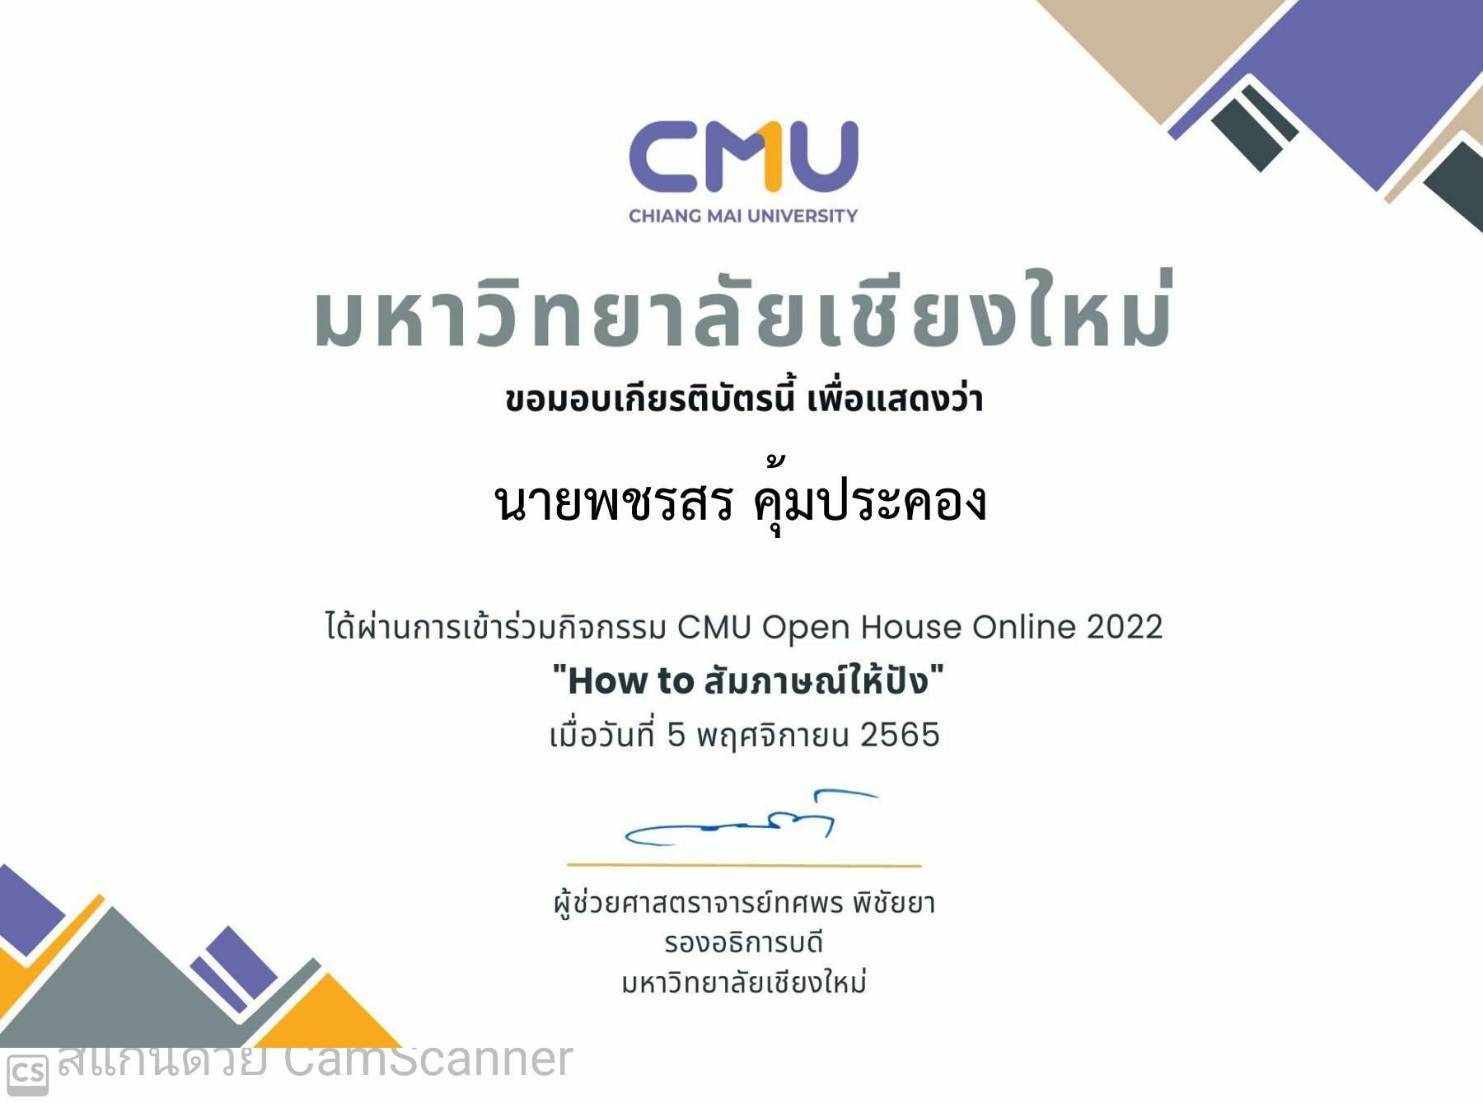 CMU
CHIANG MAI UNIVERSITY
มหาวิทยาลัยเชียงใหม่
ขอมอบเกียรติบัตรนี้ เพื่อแสดงว่า
นายพชรสร คุ้มประคอง
ได้ผ่านการเข้าร่วมกิจกรรม CMU Open House Online 2022
"How to สัมภาษณ์ให้ปัง"
เมื่อวันที่ 5 พฤศจิกายน 2565
ผู้ช่วยศาสตราจารย์ทศพร พิชัยยา
รองอธิการบดี
มหาวิทยาลัยเชียงใหม่
CS สแกนด้วย CamScanner